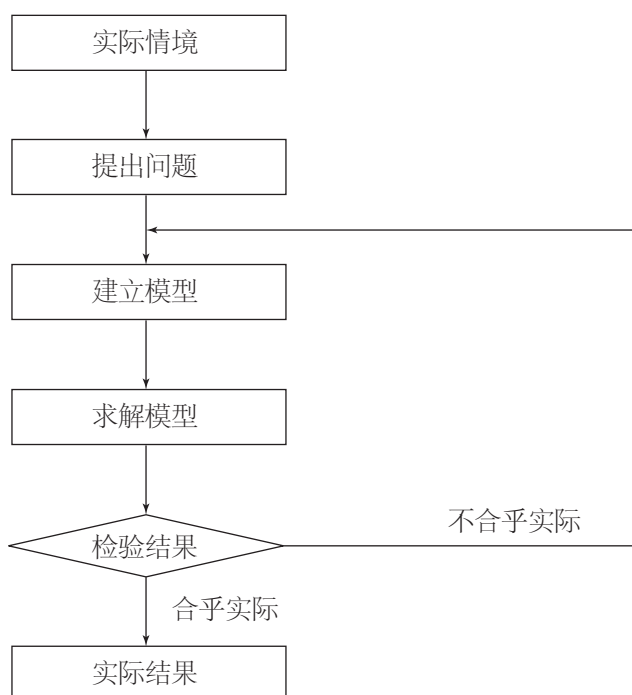 实际情境
提出问题
建立模型
求解模型
不合乎实际
检验结果
合乎实际
实际结果